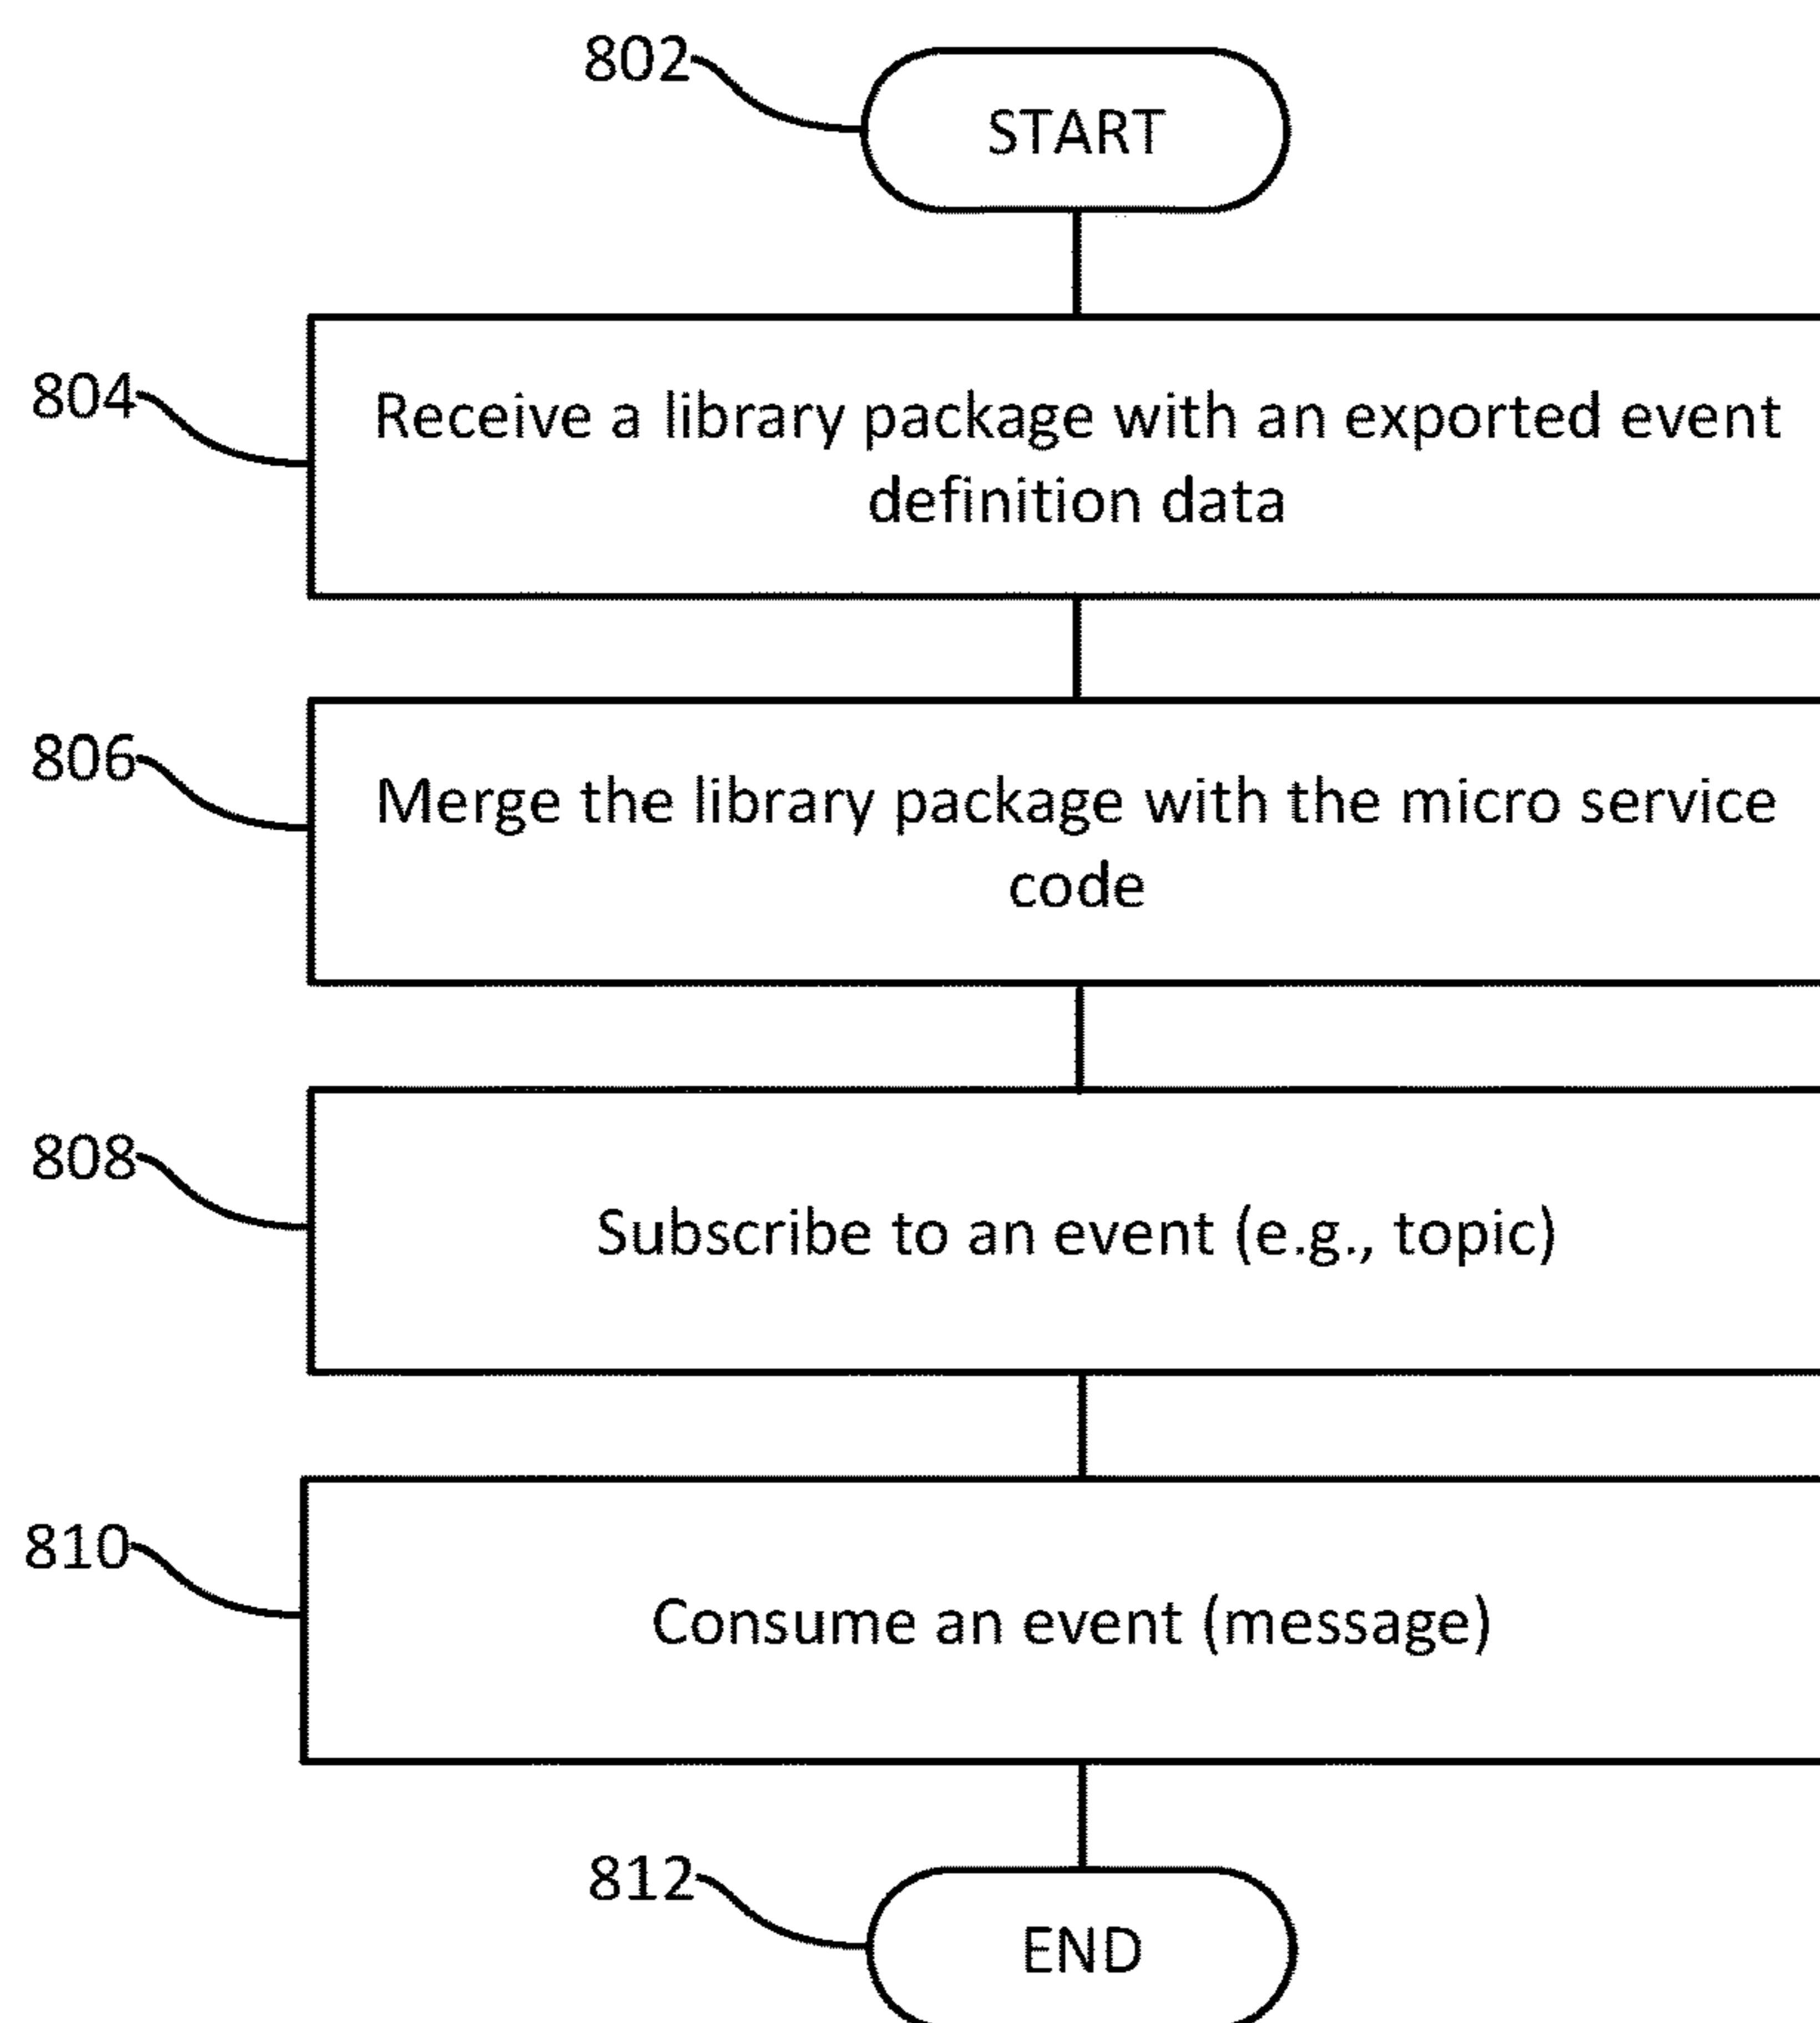 802
START
804
Receive a library package with an exported event
definition data
806
Merge the library package with the micro service
code
808
Subscribe to an event (e.g., topic)
810
Consume an event (message)
812
END